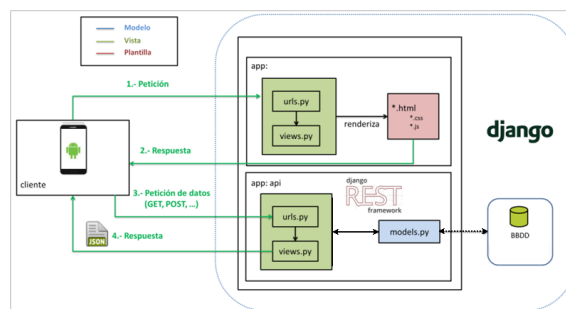 Modelo
Vista
Plantilla
1.- Petición
app:
urls.py
views.py
renderiza
*.html
*.css
*.js
django
2.- Respuesta
cliente
3.- Petición de datos
(GET, POST, ...)
app: api
django
REST
framework
urls.py
views.py
models.py
JSON
4.- Respuesta
BBDD